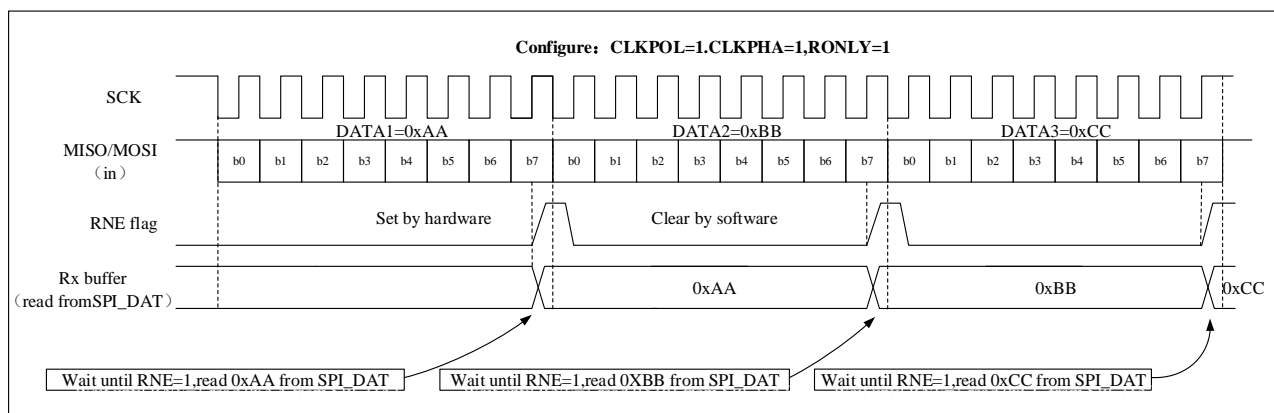 Configure：CLKPOL=1.CLKPHA=1,RONLY=1
SCK
DATA1=0xAA DATA2=0xBB DATA3=0xCC
MISO/MOSI
（in）
b0 b1 b2 b3 b4 b5 b6 b7 b0 b1 b2 b3 b4 b5 b6 b7 b0 b1 b2 b3 b4 b5 b6 b7
RNE flag
Set by hardware Clear by software
Rx buffer
（read fromSPI_DAT）
0xAA 0xBB 0xCC
Wait until RNE=1,read 0xAA from SPI_DAT Wait until RNE=1,read 0XBB from SPI_DAT Wait until RNE=1,read 0xCC from SPI_DAT